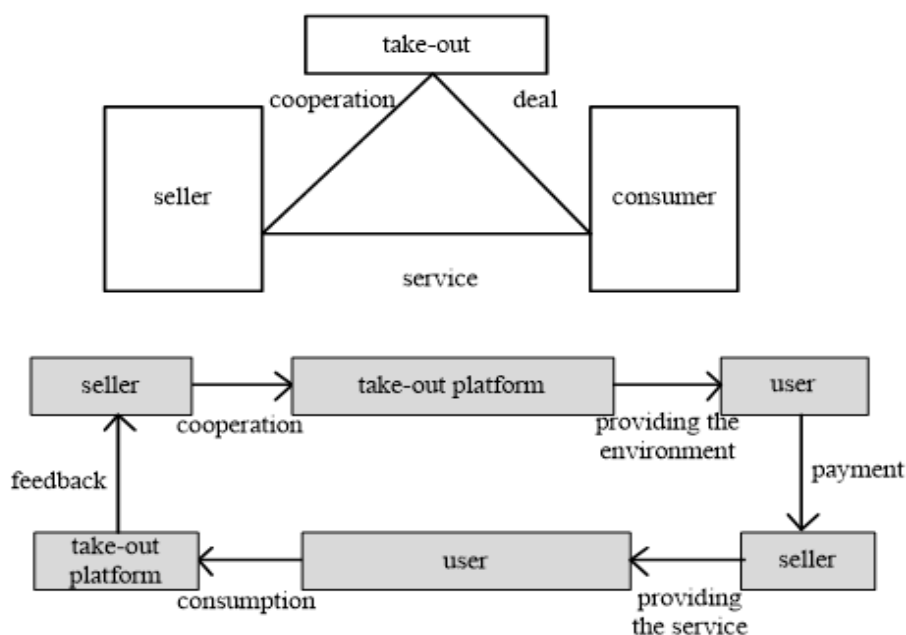 take-out
cooperation
deal
seller
consumer
service
seller
take-out platform
user
cooperation
providing the
environment
feedback
payment
take-out
platform
user
seller
consumption
providing
the service